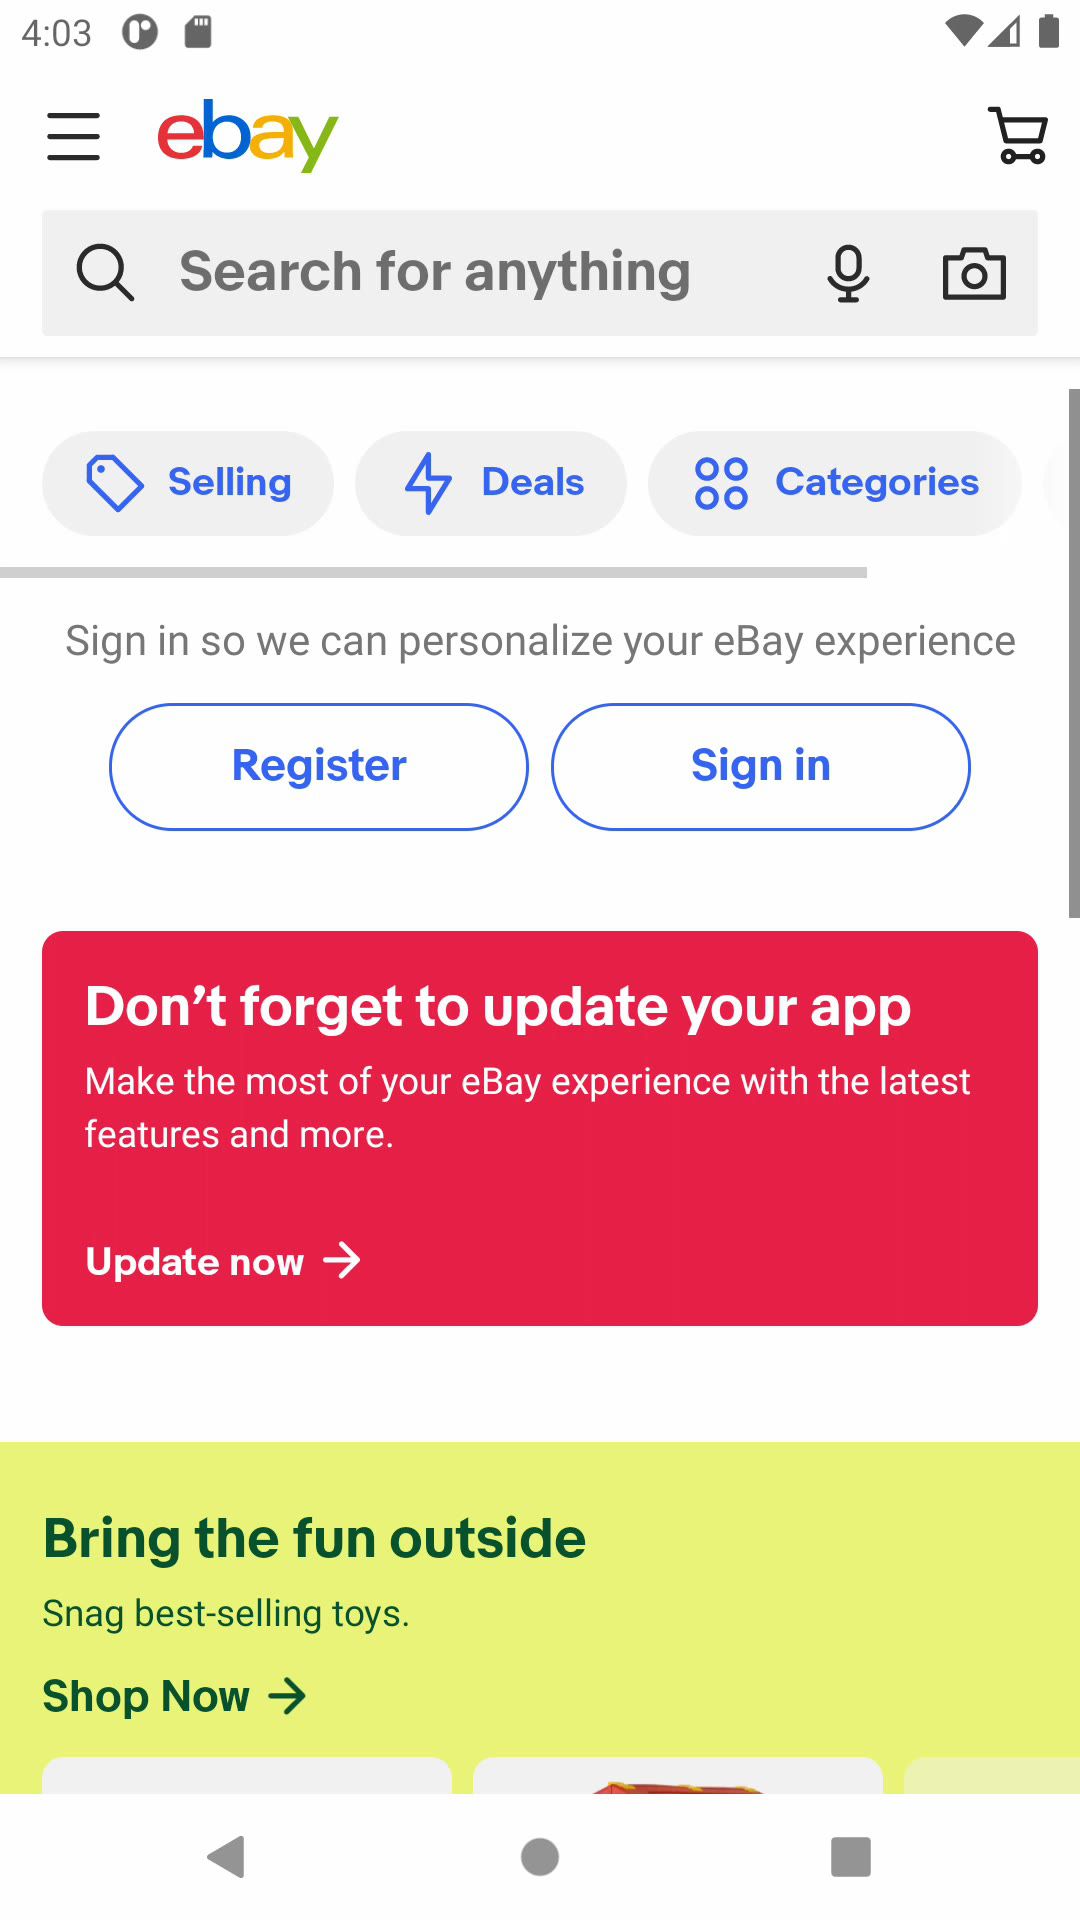 4:03
ebay
Search for anything
Selling
Deals
Categories
Sign in so we can personalize your eBay experience
Register
Sign in
Don’t forget to update your app
Make the most of your eBay experience with the latest
features and more.
Update now
Bring the fun outside
Snag best-selling toys.
Shop Now